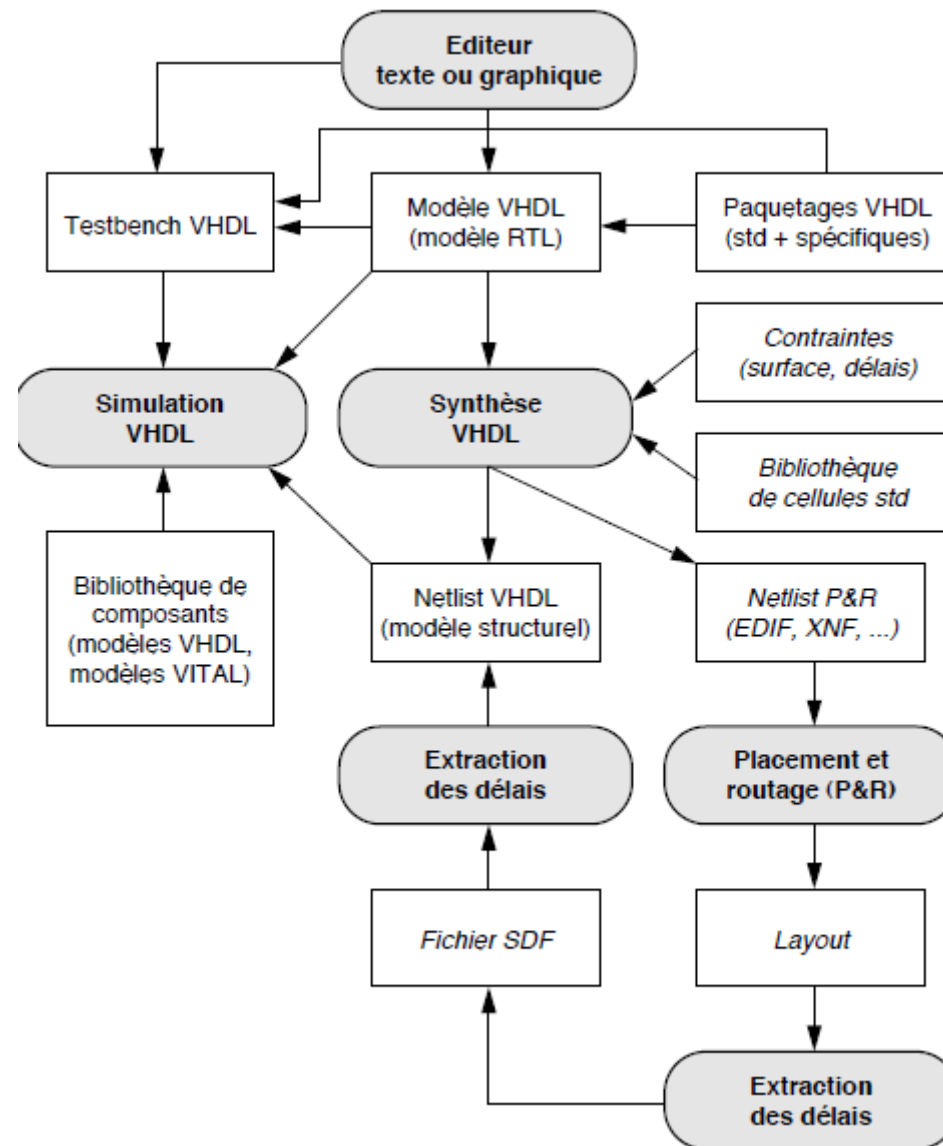 Editeur
texte ou graphique
Testbench VHDL
Modèle VHDL
(modèle RTL)
Paquetages VHDL
(std + spécifiques)
Contraintes
(surface, délais)
Simulation
VHDL
Synthèse
VHDL
Bibliothèque
de cellules std
Bibliothèque de
composants
(modèles VHDL,
modèles VITAL)
Netlist VHDL
(modèle structurel)
Netlist P&R
(EDIF, XNF, ...)
Extraction
des délais
Placement et
routage (P&R)
Fichier SDF
Layout
Extraction
des délais